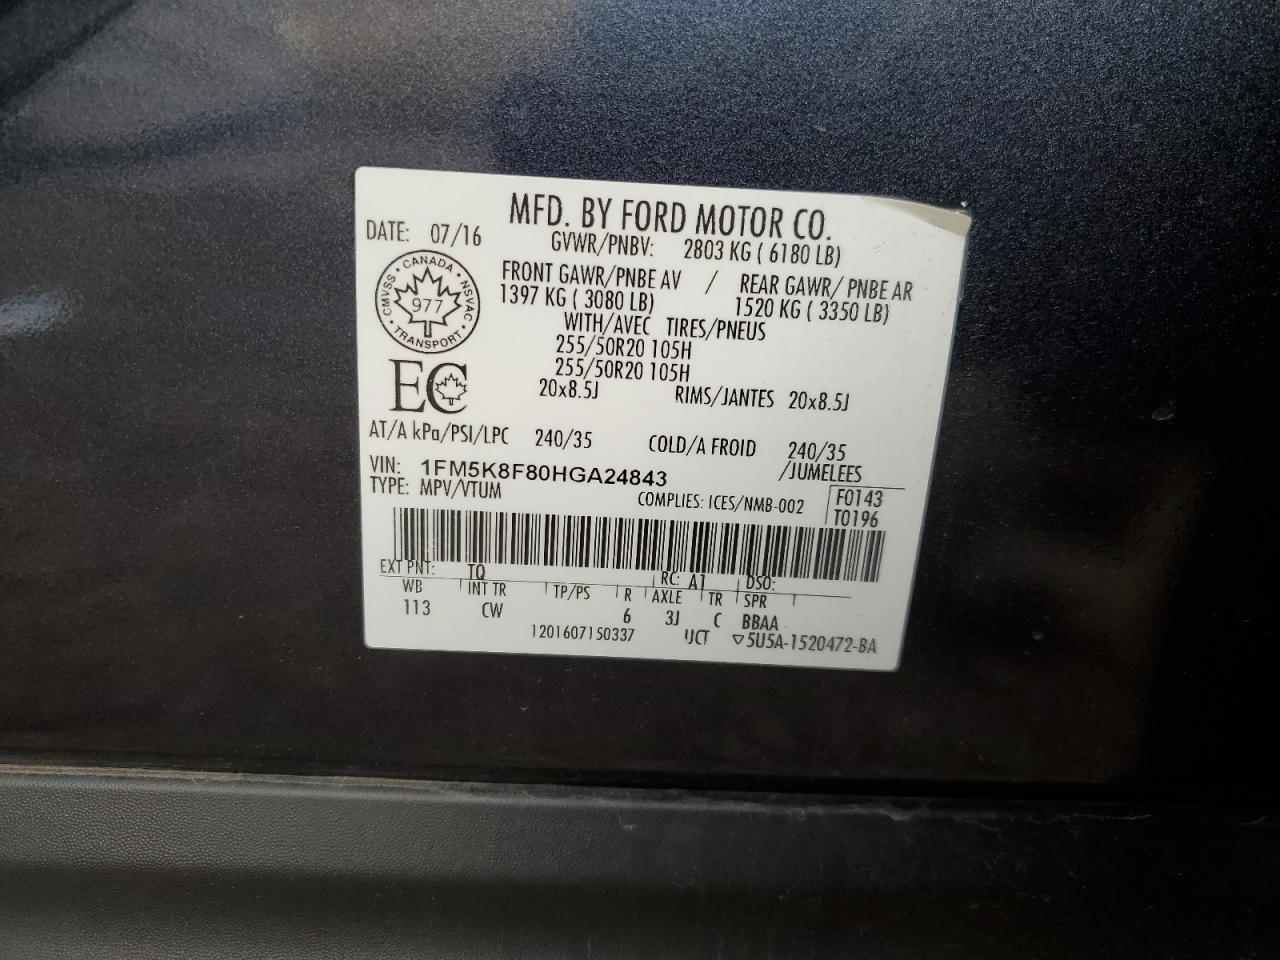 MFD. BY FORD MOTOR CO.
DATE: 07/16
GVWR/PNBV: 2803 KG ( 6180 LB)
FRONT GAWR/PNBE AV / REAR GAWR/ PNBE AR
1397 KG ( 3080 LB) 1520 KG ( 3350 LB)
CMVSS · CANADA · NSVAC · TRANSPORT ·
977
WITH/AVEC TIRES/PNEUS
255/50R20 105H
255/50R20 105H
EC
20x8.5J RIMS/JANTES 20x8.5J
AT/A kPa/PSI/LPC 240/35 COLD/A FROID 240/35
VIN: 1FM5K8F80HGA24843 /JUMELEES
TYPE: MPV/VTUM COMPLIES: ICES/NMB-002 F0143
T0196
EXT PNT: TQ RC: A1 DSO:
WB INT TR TP/PS R AXLE TR SPR
113 CW 6 3J C BBAA
1201607150337 !JCT ▽5U5A-1520472-BA